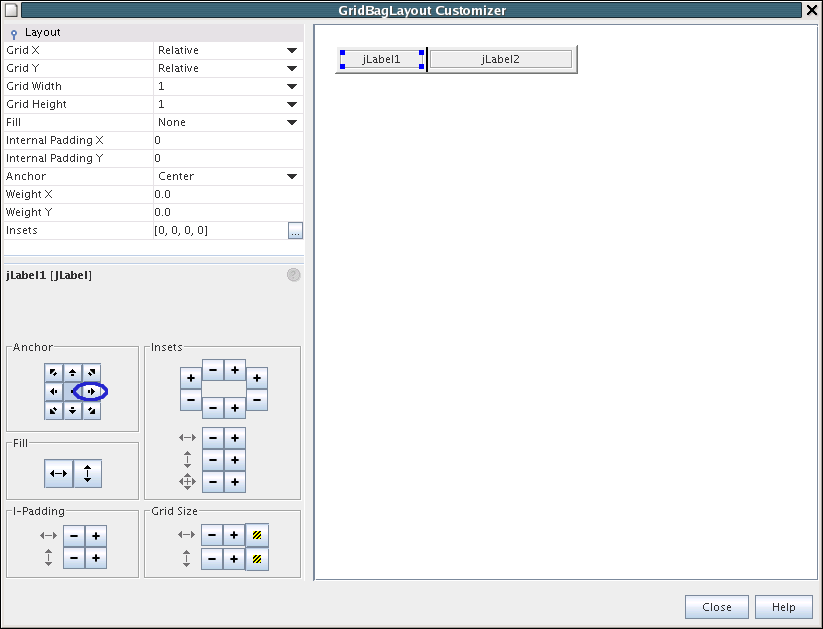 GridBagLayout Customizer
Layout
Grid X Relative
Grid Y Relative
Grid Width 1
Grid Height 1
Fill None
Internal Padding X 0
Internal Padding Y 0
Anchor Center
Weight X 0.0
Weight Y 0.0
Insets [0, 0, 0, 0] ...
jLabel1 [JLabel] ?
Anchor
Insets
Fill
I-Padding
Grid Size
jLabel1 jLabel2
Close Help